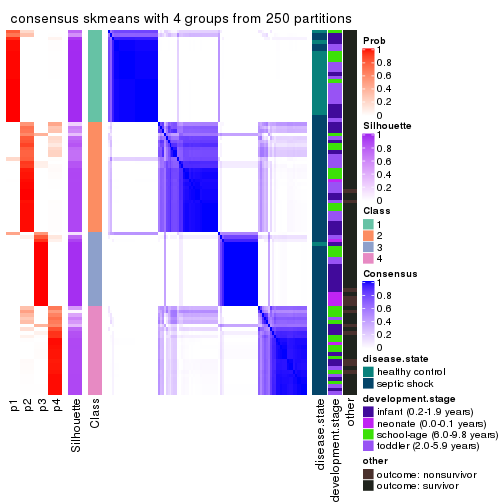 consensus skmeans with 4 groups from 250 partitions
Prob
1
0.8
0.6
0.4
0.2
0
Silhouette
1
0.8
0.6
0.4
0.2
0
Class
1
2
3
4
Consensus
1
0.8
0.6
0.4
0.2
0
disease.state
healthy control
septic shock
development.stage
infant (0.2-1.9 years)
neonate (0.0-0.1 years)
school-age (6.0-9.8 years)
toddler (2.0-5.9 years)
other
outcome: nonsurvivor
outcome: survivor
p1
p2
p3
p4
Silhouette
Class
disease.state
development.stage
other